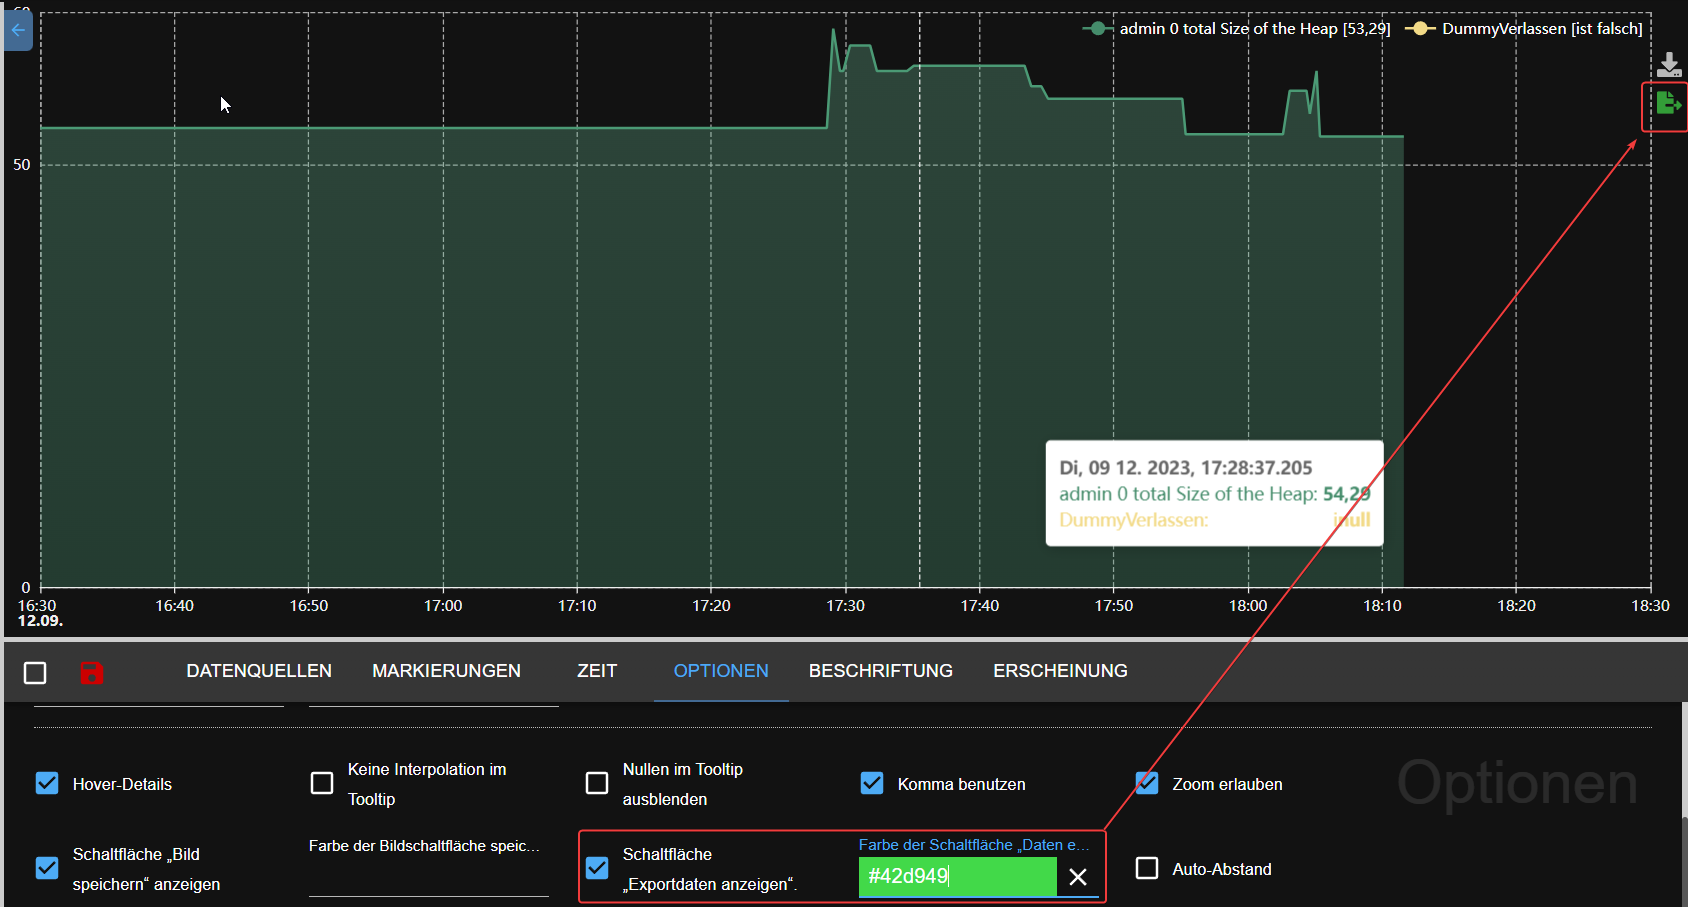 60
admin 0 total Size of the Heap [53,29]
DummyVerlassen [ist falsch]
50
Di, 09 12. 2023, 17:28:37.205
admin 0 total Size of the Heap: 54,29
DummyVerlassen: inull
0
16:30 16:40 16:50 17:00 17:10 17:20 17:30 17:40 17:50 18:00 18:10 18:20 18:30
12.09.
DATENQUELLEN MARKIERUNGEN ZEIT OPTIONEN BESCHRIFTUNG ERSCHEINUNG
Hover-Details
Keine Interpolation im
Tooltip
Nullen im Tooltip
ausblenden
Komma benutzen
Zoom erlauben
Optionen
Schaltfläche „Bild
speichern“ anzeigen
Farbe der Bildschaltfläche speic...
Schaltfläche
„Exportdaten anzeigen“.
Farbe der Schaltfläche „Daten e...
#42d949
Auto-Abstand